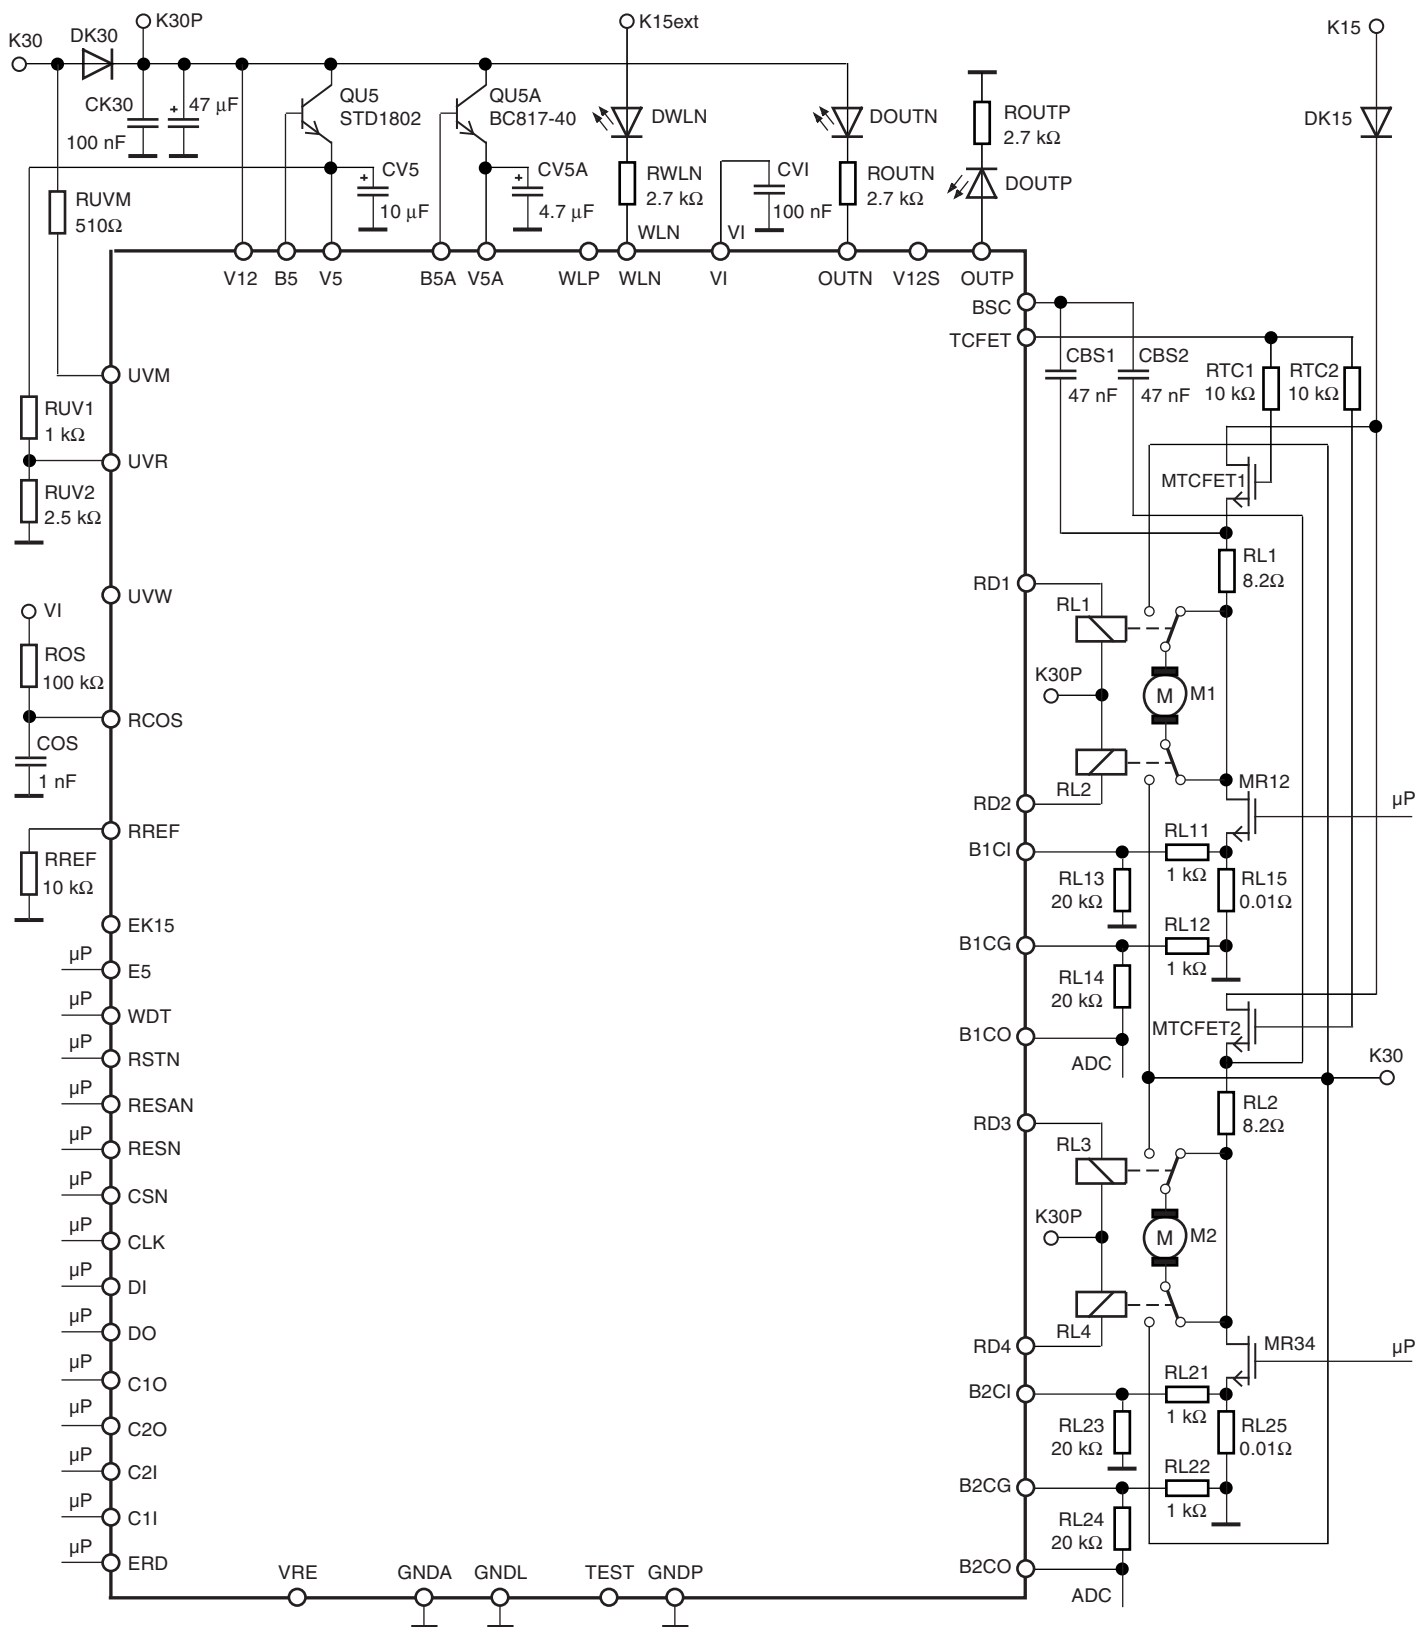 K30
DK30
K30P
K15ext
K15
CK30
100 nF
+
47 µF
QU5
STD1802
QU5A
BC817-40
DWLN
DOUTN
ROUTP
2.7 kΩ
DK15
RUVM
510Ω
+
CV5
10 µF
+
CV5A
4.7 µF
RWLN
2.7 kΩ
CVI
100 nF
ROUTN
2.7 kΩ
DOUTP
WLN
VI
V12
B5
V5
B5A
V5A
WLP
WLN
VI
OUTN
V12S
OUTP
BSC
TCFET
CBS1
47 nF
CBS2
47 nF
RTC1
10 kΩ
RTC2
10 kΩ
UVM
RUV1
1 kΩ
UVR
RUV2
2.5 kΩ
MTCFET1
RL1
8.2Ω
UVW
VI
ROS
100 kΩ
RCOS
COS
1 nF
RD1
RL1
K30P
M
M1
RL2
RD2
MR12
µP
RREF
RREF
10 kΩ
B1CI
RL11
1 kΩ
RL13
20 kΩ
RL15
0.01Ω
EK15
B1CG
RL12
1 kΩ
RL14
20 kΩ
B1CO
ADC
MTCFET2
K30
µP
E5
µP
WDT
µP
RSTN
µP
RESAN
µP
RESN
µP
CSN
µP
CLK
µP
DI
µP
DO
µP
C1O
µP
C2O
µP
C2I
µP
C1I
µP
ERD
RL2
8.2Ω
RD3
RL3
K30P
M
M2
RL4
RD4
MR34
µP
B2CI
RL21
1 kΩ
RL23
20 kΩ
RL25
0.01Ω
B2CG
RL22
1 kΩ
RL24
20 kΩ
B2CO
ADC
VRE
GNDA
GNDL
TEST
GNDP